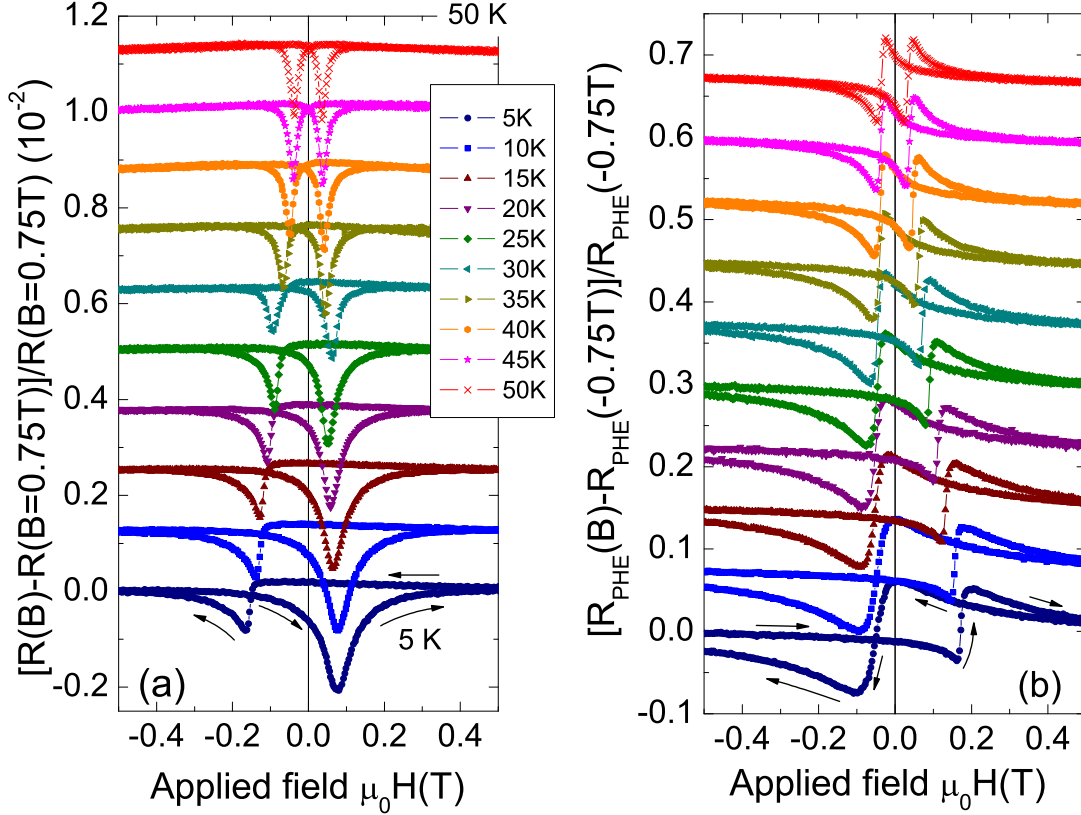 50 K
[R(B)-R(B=0.75T)]/R(B=0.75T) (10⁻²)
1.2
1.0
0.8
0.6
0.4
0.2
0.0
-0.2
5K
10K
15K
20K
25K
30K
35K
40K
45K
50K
5 K
(a)
-0.4 -0.2 0.0 0.2 0.4
Applied field μ₀H(T)
[R_PHE(B)-R_PHE(-0.75T)]/R_PHE(-0.75T)
0.7
0.6
0.5
0.4
0.3
0.2
0.1
0.0
-0.1
(b)
-0.4 -0.2 0.0 0.2 0.4
Applied field μ₀H(T)